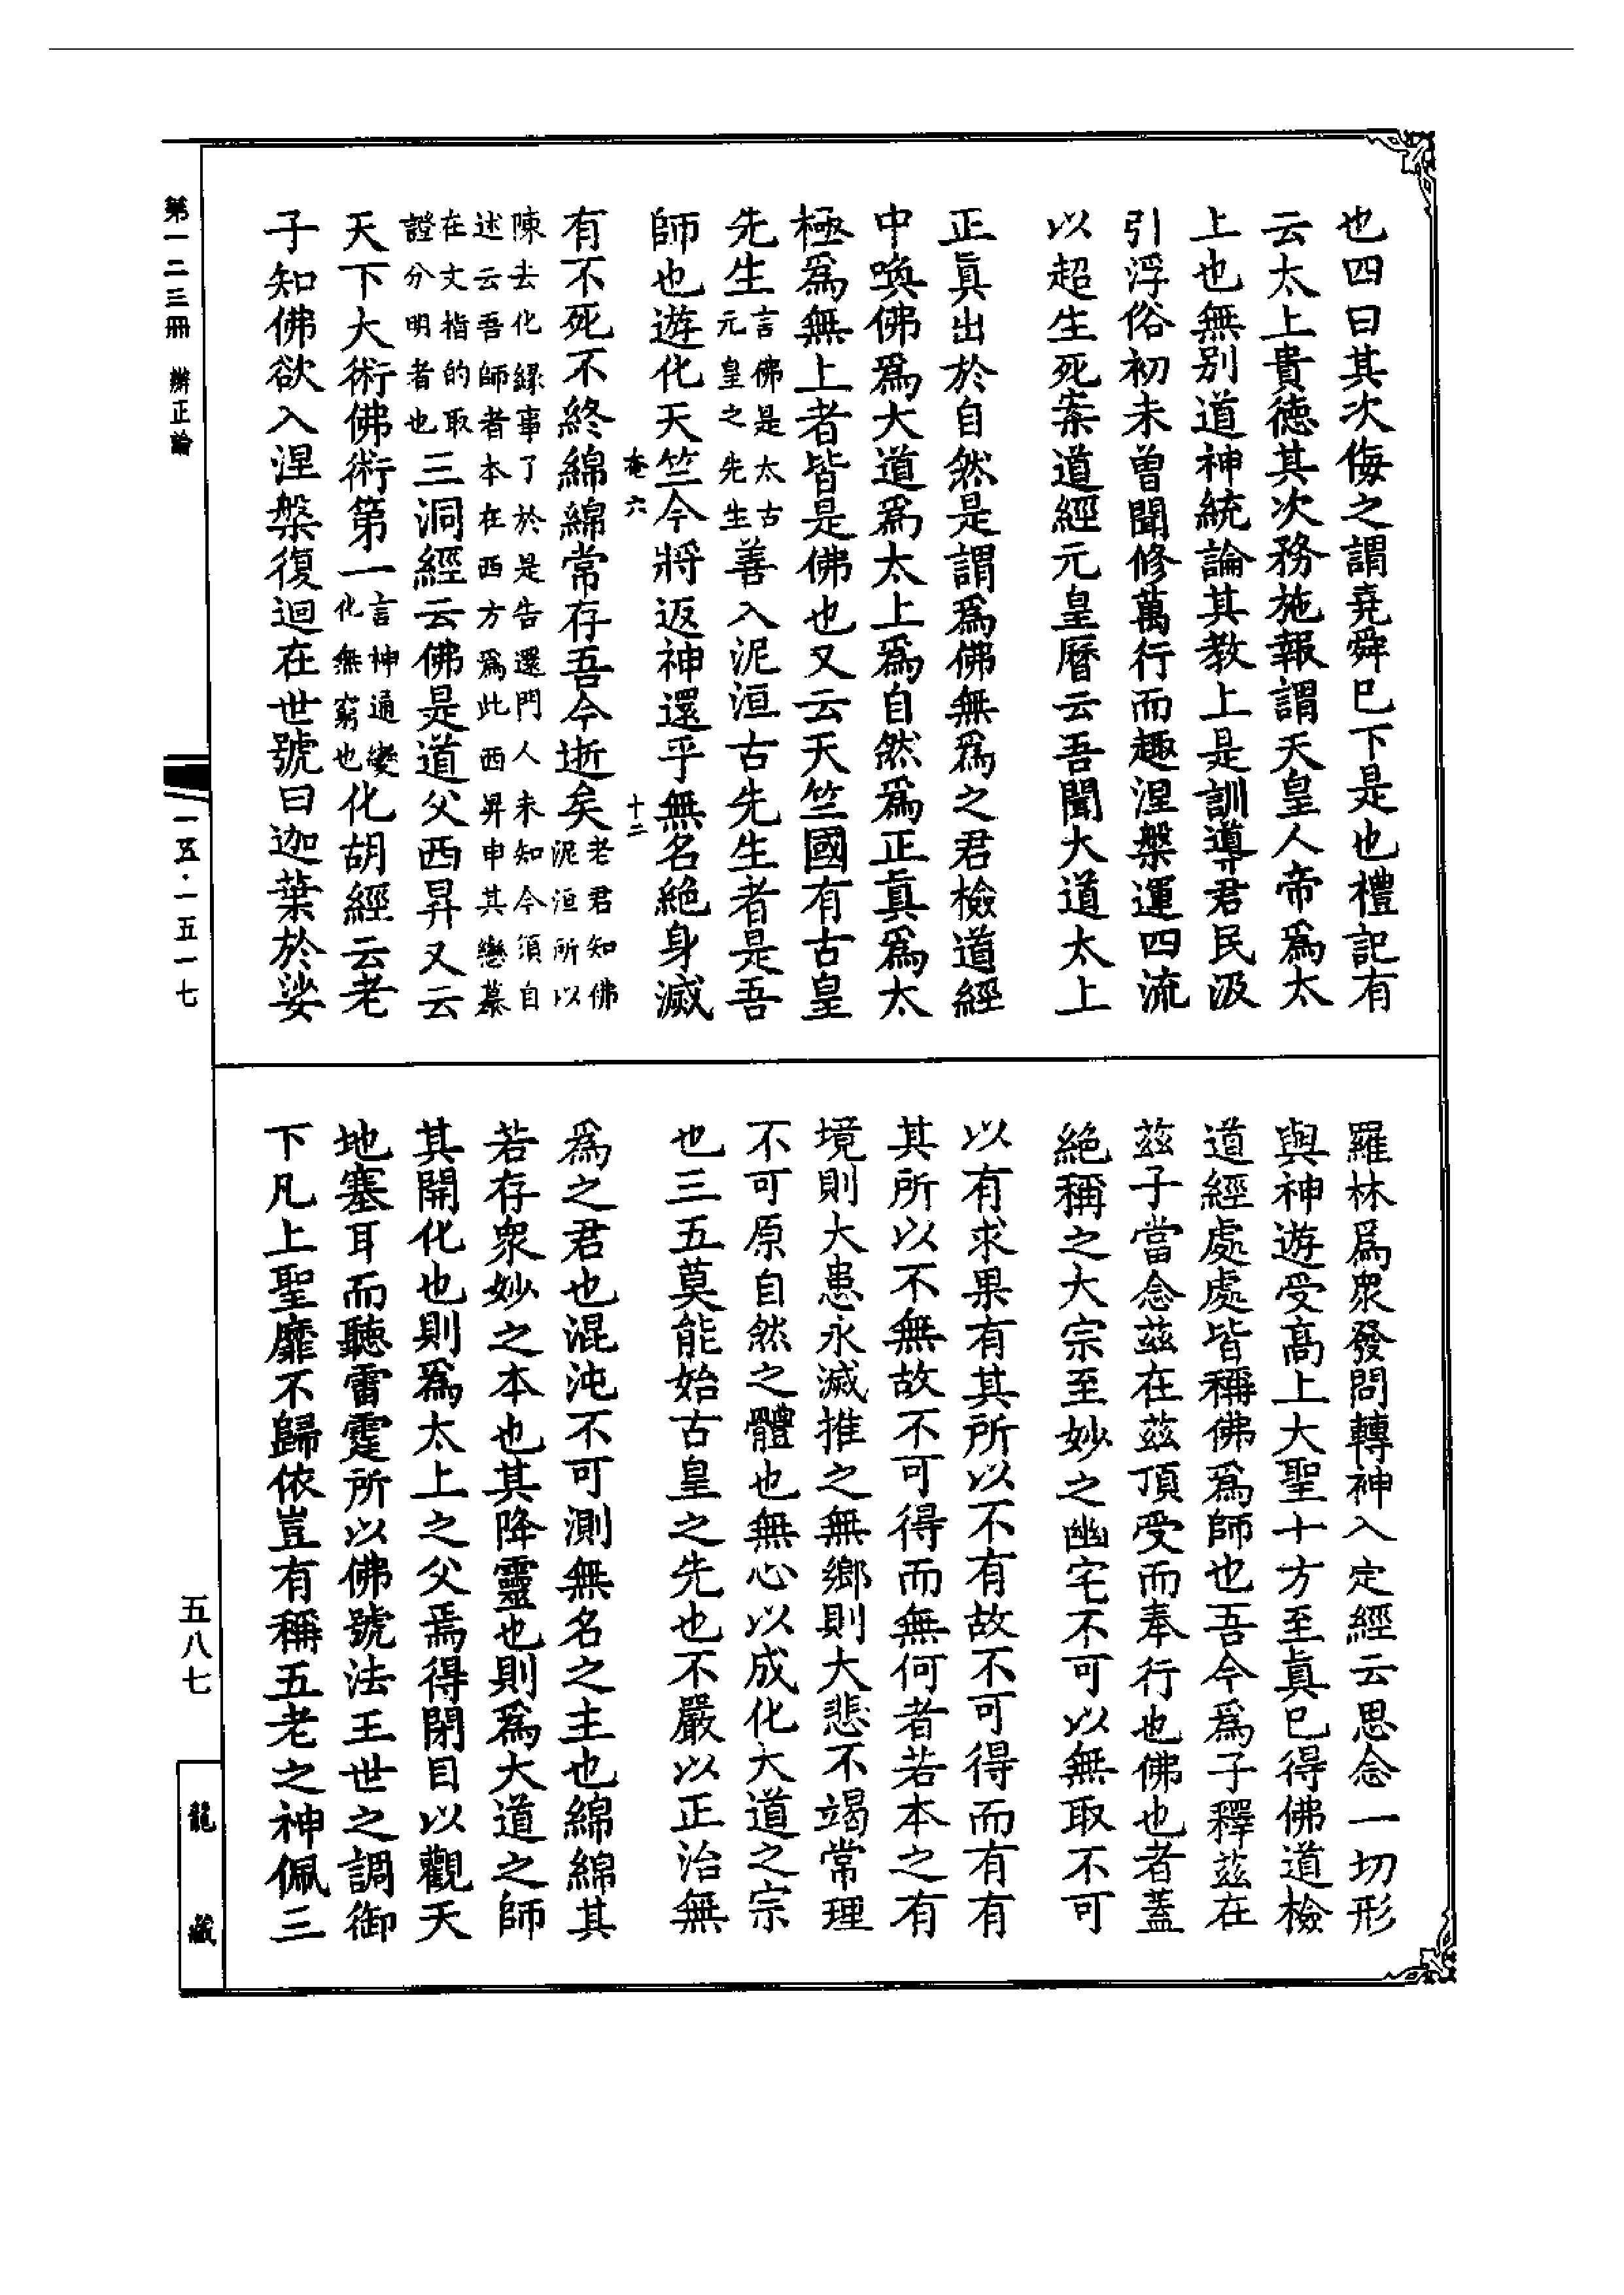 也四曰其次侮之謂堯舜巳下是也禮記有
云太上貴徳其次務施報謂天皇人帝爲太
上也無别道神統論其教上是訓導君民汲
引浮俗初未曾聞修萬行而趣涅槃運四流
以超生死案道經元皇曆云吾聞大道太上
正眞出於自然是謂爲佛無爲之君檢道經
中喚佛爲大道爲太上爲自然爲正眞爲太
極爲無上者皆是佛也又云天竺國有古皇
先生言佛是太古元皇之先生善入泥洹古先生者是吾
師也遊化天竺今將返神還乎無名絶身滅
有不死不終綿綿常存吾今逝矣老君知佛泥洹所以
陳去化緑事了於是告還門人未知今須自述云吾師者本在西方爲此西昇申其戀慕
在文指的取證分明者也三洞經云佛是道父西昇又云
天下大術佛術第一言神通變化無窮也化胡經云老
子知佛欲入涅槃復迴在世號曰迦葉於娑
羅林爲衆發問轉神入定經云思念一切形
與神遊受高上大聖十方至眞巳得佛道檢
道經處處皆稱佛爲師也吾今爲子釋茲在
茲子當念茲在茲頂受而奉行也佛也者蓋
絶稱之大宗至妙之幽宅不可以無取不可
以有求果有其所以不有故不可得而有有
其所以不無故不可得而無何者若本之有
境則大患永滅推之無鄉則大悲不竭常理
不可原自然之體也無心以成化大道之宗
也三五莫能始古皇之先也不嚴以正治無
爲之君也混沌不可測無名之主也綿綿其
若存衆妙之本也其降靈也則爲大道之師
其開化也則爲太上之父焉得閉目以觀天
地塞耳而聽雷霆所以佛號法王世之調御
下凡上聖靡不歸依豈有稱五老之神佩三
第一二三冊 辯正論
一五·一五一七
五八七
龍藏